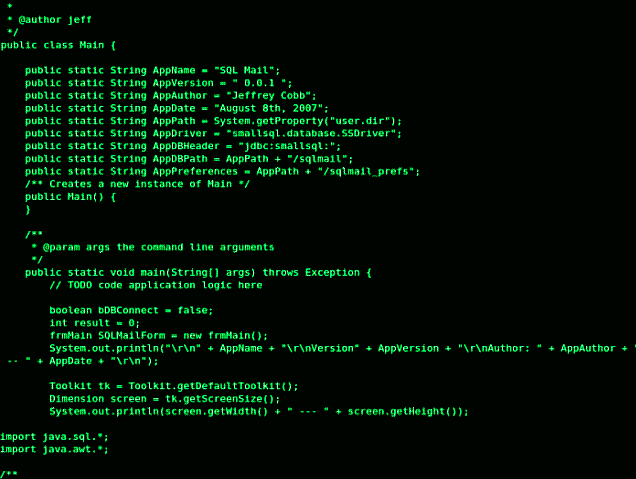 *
* @author jeff
*/
public class Main {
public static String AppName = "SQL Mail";
public static String AppVersion = " 0.0.1 ";
public static String AppAuthor = "Jeffrey Cobb";
public static String AppDate = "August 8th, 2007";
public static String AppPath = System.getProperty("user.dir");
public static String AppDriver = "smallsql.database.SSDriver";
public static String AppDBHeader = "jdbc:smallsql:";
public static String AppDBPath = AppPath + "/sqlmail";
public static String AppPreferences = AppPath + "/sqlmail_prefs";
/** Creates a new instance of Main */
public Main() {
}
/**
* @param args the command line arguments
*/
public static void main(String[] args) throws Exception {
// TODO code application logic here
boolean bDBConnect = false;
int result = 0;
frmMain SQLMailForm = new frmMain();
System.out.println("\r\n" + AppName + "\r\nVersion" + AppVersion + "\r\nAuthor: " + AppAuthor + "
-- " + AppDate + "\r\n");
Toolkit tk = Toolkit.getDefaultToolkit();
Dimension screen = tk.getScreenSize();
System.out.println(screen.getWidth() + " --- " + screen.getHeight());
import java.sql.*;
import java.awt.*;
/**